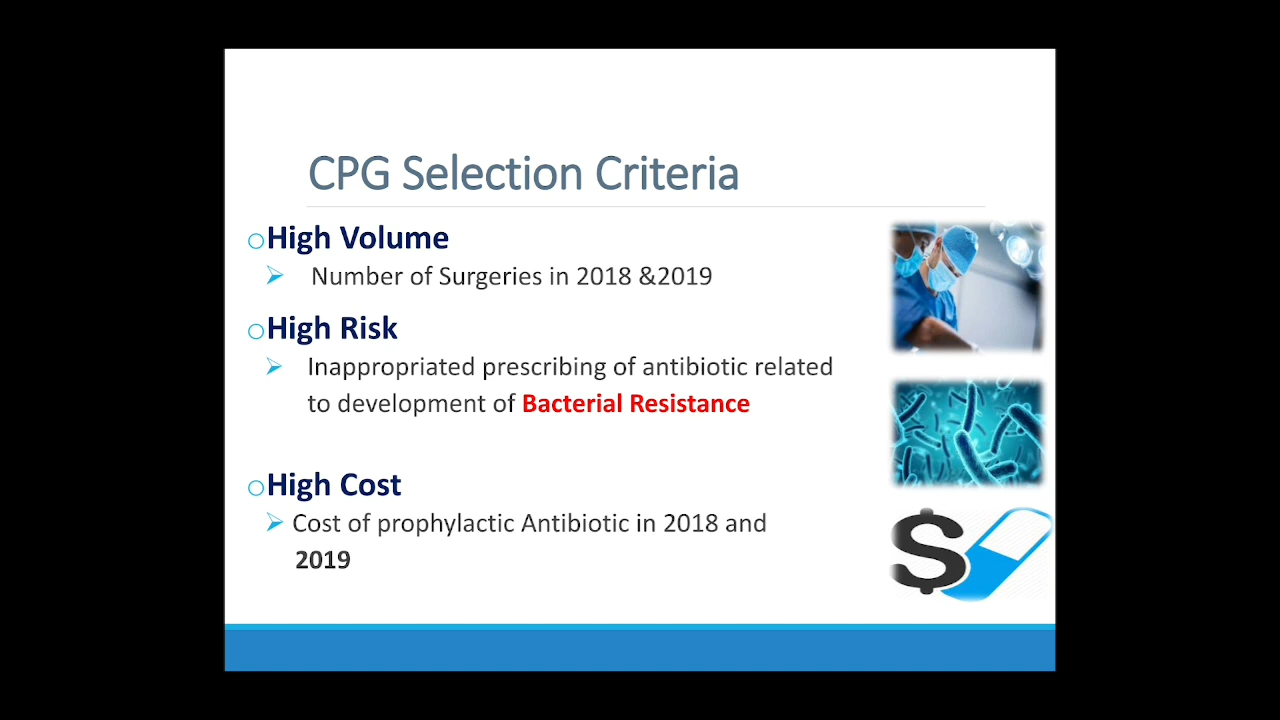 CPG Selection Criteria
High Volume
Number of Surgeries in 2018 &2019
High Risk
Inappropriated prescribing of antibiotic related
to development of Bacterial Resistance
High Cost
Cost of prophylactic Antibiotic in 2018 and
2019
$